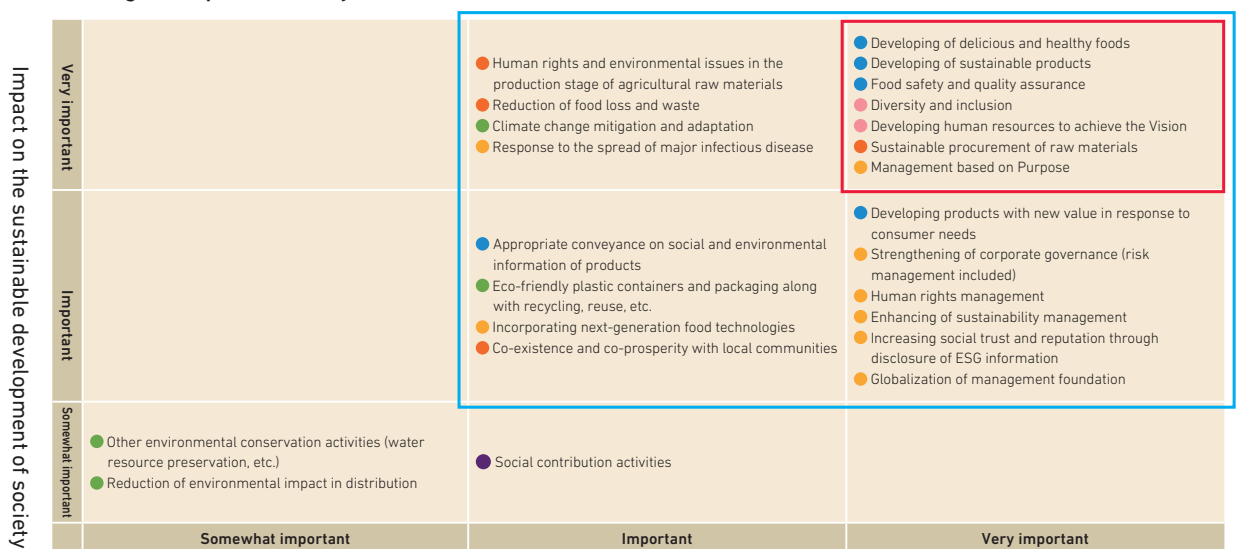 Impact on the sustainable development of society
Very important
Human rights and environmental issues in the
production stage of agricultural raw materials
Reduction of food loss and waste
Climate change mitigation and adaptation
Response to the spread of major infectious disease
Developing of delicious and healthy foods
Developing of sustainable products
Food safety and quality assurance
Diversity and inclusion
Developing human resources to achieve the Vision
Sustainable procurement of raw materials
Management based on Purpose
Important
Appropriate conveyance on social and environmental
information of products
Eco-friendly plastic containers and packaging along
with recycling, reuse, etc.
Incorporating next-generation food technologies
Co-existence and co-prosperity with local communities
Developing products with new value in response to
consumer needs
Strengthening of corporate governance (risk
management included)
Human rights management
Enhancing of sustainability management
Increasing social trust and reputation through
disclosure of ESG information
Globalization of management foundation
Somewhat important
Other environmental conservation activities (water
resource preservation, etc.)
Reduction of environmental impact in distribution
Social contribution activities
Somewhat important
Important
Very important